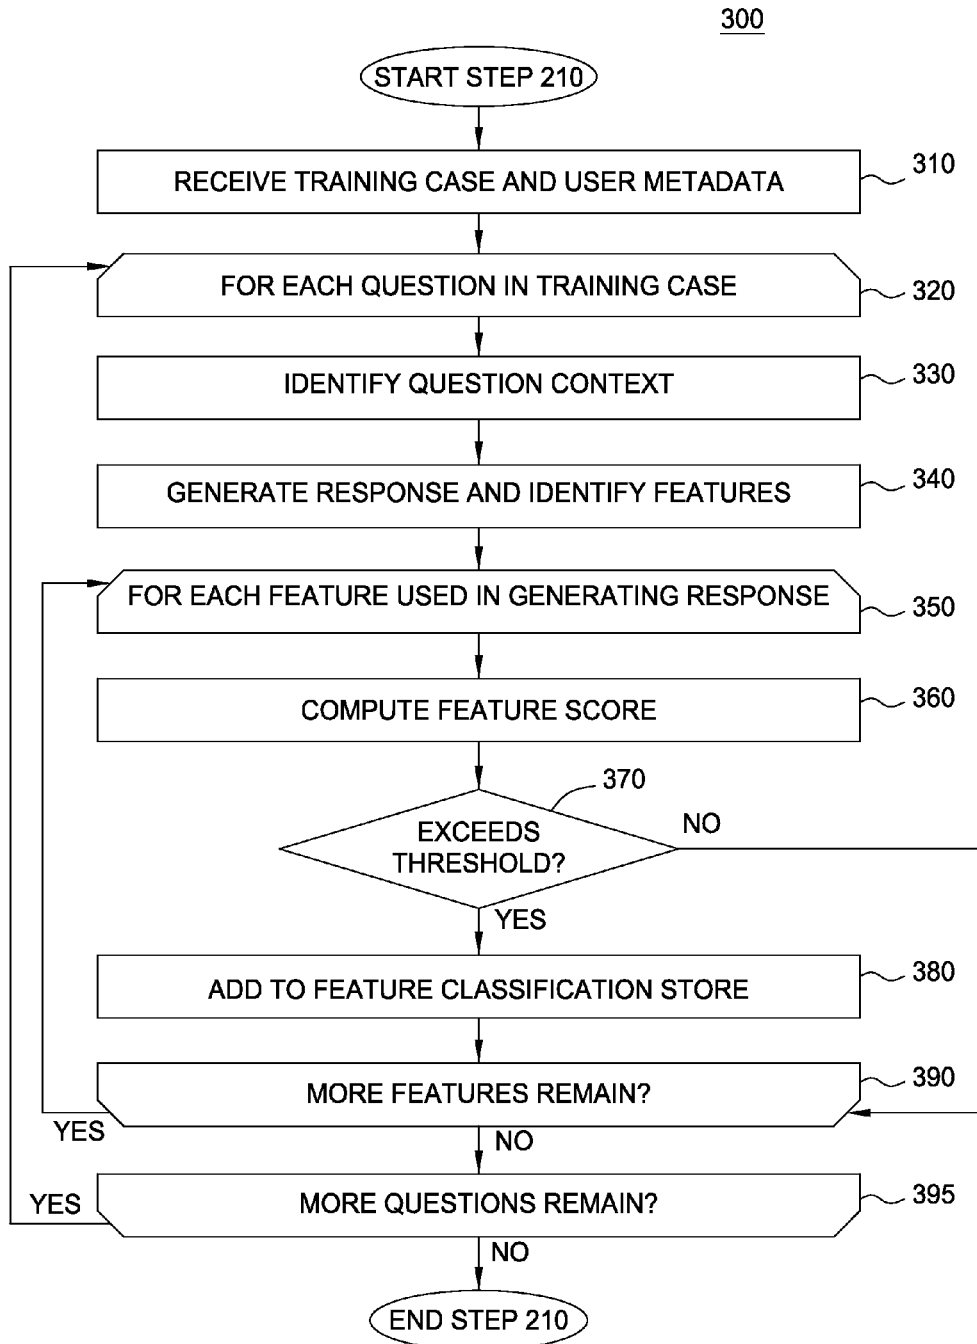 300
START STEP 210
RECEIVE TRAINING CASE AND USER METADATA
310
FOR EACH QUESTION IN TRAINING CASE
320
IDENTIFY QUESTION CONTEXT
330
GENERATE RESPONSE AND IDENTIFY FEATURES
340
FOR EACH FEATURE USED IN GENERATING RESPONSE
350
COMPUTE FEATURE SCORE
360
370
EXCEEDS
THRESHOLD?
NO
YES
ADD TO FEATURE CLASSIFICATION STORE
380
MORE FEATURES REMAIN?
390
YES
NO
MORE QUESTIONS REMAIN?
395
YES
NO
END STEP 210